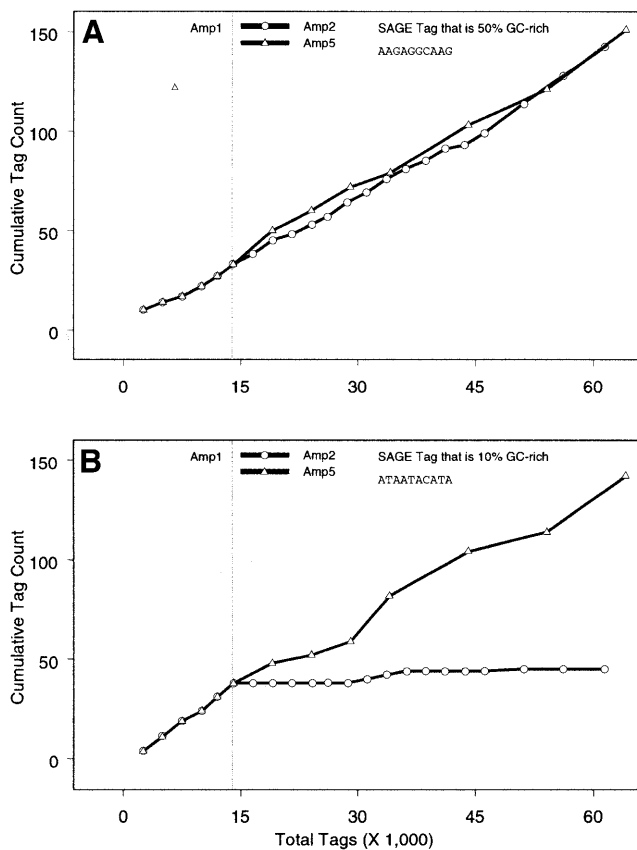 A
Amp1
Amp2
SAGE Tag that is 50% GC-rich
Amp5
AAGAGGCAAG
150
100
50
0
Cumulative Tag Count
0 15 30 45 60
B
Amp1
Amp2
SAGE Tag that is 10% GC-rich
Amp5
ATAATACATA
150
100
50
0
Cumulative Tag Count
0 15 30 45 60
Total Tags (X 1,000)